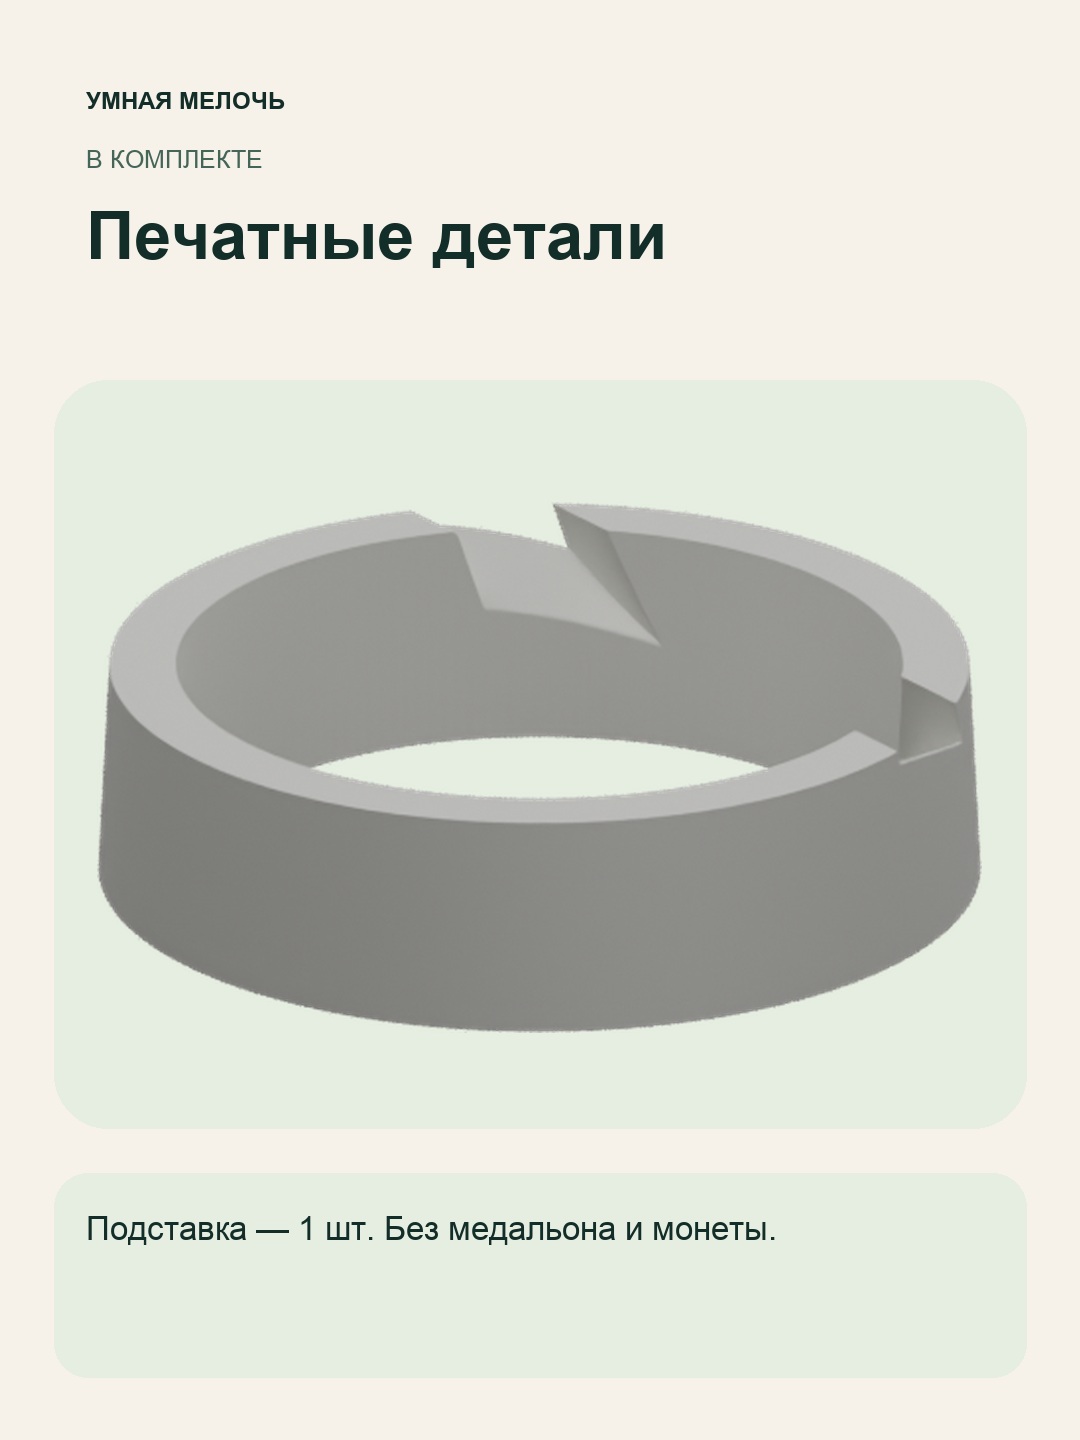 УМНАЯ МЕЛОЧЬ
В КОМПЛЕКТЕ
Печатные детали
Подставка — 1 шт. Без медальона и монеты.